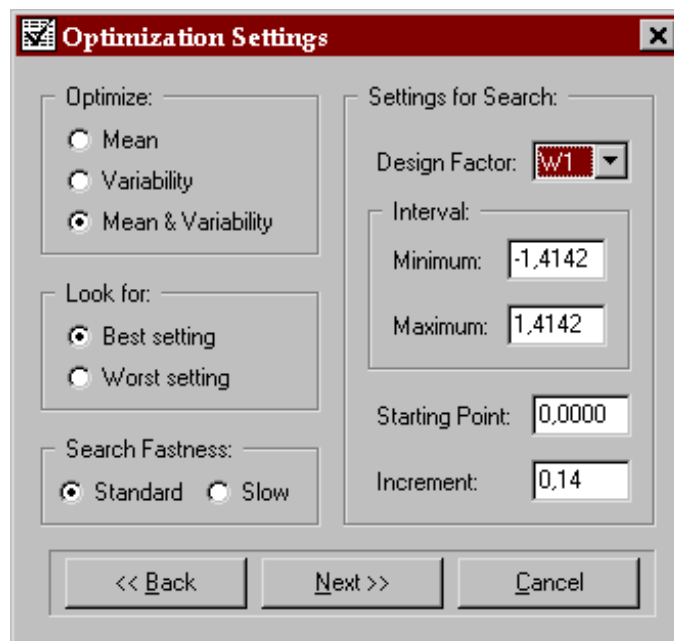 Optimization Settings
Optimize:
Mean
Variability
Mean & Variability
Look for:
Best setting
Worst setting
Search Fastness:
Standard Slow
Settings for Search:
Design Factor: W1
Interval:
Minimum: -1,4142
Maximum: 1,4142
Starting Point: 0,0000
Increment: 0,14
<< Back Next >> Cancel